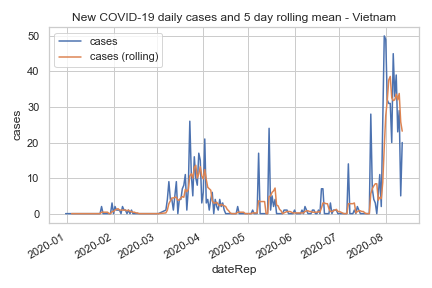 New COVID-19 daily cases and 5 day rolling mean - Vietnam
cases
cases (rolling)
50
40
30
20
10
0
cases
2020-01
2020-02
2020-03
2020-04
2020-05
2020-06
2020-07
2020-08
dateRep